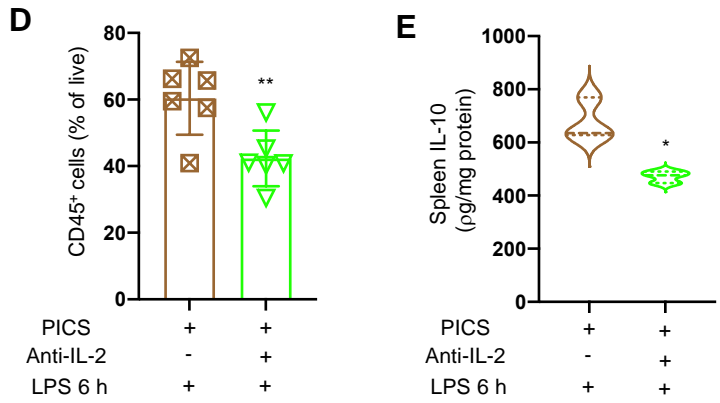 D
CD45+ cells (% of live)
80
60
40
20
0
**
PICS + +
Anti-IL-2 - +
LPS 6 h + +
E
Spleen IL-10
(ρg/mg protein)
1000
800
600
400
200
0
*
PICS + +
Anti-IL-2 - +
LPS 6 h + +